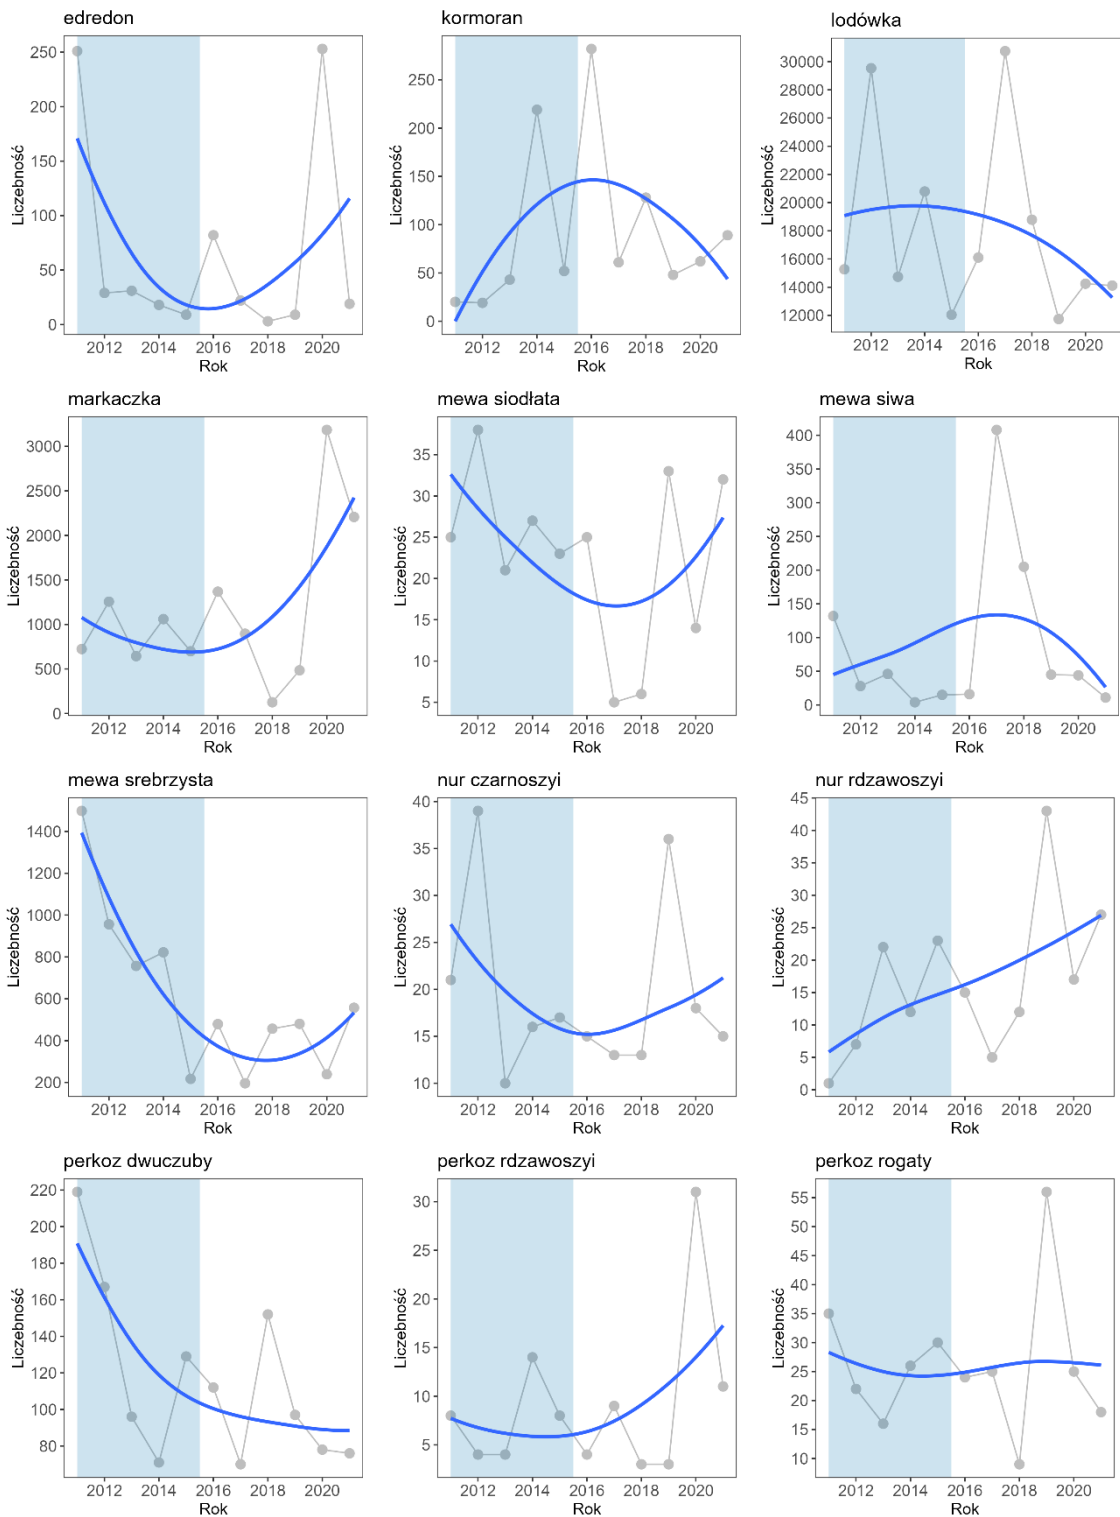 edredon
Liczebność
250
200
150
100
50
0
2012 2014 2016 2018 2020
Rok
kormoran
Liczebność
250
200
150
100
50
0
2012 2014 2016 2018 2020
Rok
lodówka
Liczebność
30000
28000
26000
24000
22000
20000
18000
16000
14000
12000
2012 2014 2016 2018 2020
Rok
markaczka
Liczebność
3000
2500
2000
1500
1000
500
0
2012 2014 2016 2018 2020
Rok
mewa siodłata
Liczebność
35
30
25
20
15
10
5
2012 2014 2016 2018 2020
Rok
mewa siwa
Liczebność
400
350
300
250
200
150
100
50
0
2012 2014 2016 2018 2020
Rok
mewa srebrzysta
Liczebność
1400
1200
1000
800
600
400
200
2012 2014 2016 2018 2020
Rok
nur czarnoszyi
Liczebność
40
35
30
25
20
15
10
2012 2014 2016 2018 2020
Rok
nur rdzawoszyi
Liczebność
45
40
35
30
25
20
15
10
5
0
2012 2014 2016 2018 2020
Rok
perkoz dwuczuby
Liczebność
220
200
180
160
140
120
100
80
2012 2014 2016 2018 2020
Rok
perkoz rdzawoszyi
Liczebność
30
25
20
15
10
5
2012 2014 2016 2018 2020
Rok
perkoz rogaty
Liczebność
55
50
45
40
35
30
25
20
15
10
2012 2014 2016 2018 2020
Rok